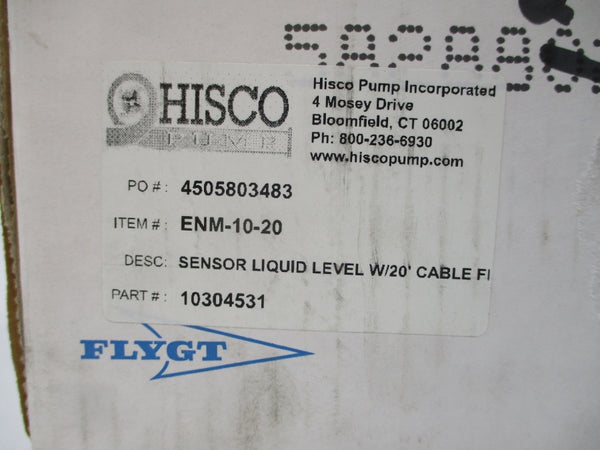 HISCO
PUMP
Hisco Pump Incorporated
4 Mosey Drive
Bloomfield, CT 06002
Ph: 800-236-6930
www.hiscopump.com
PO #: 4505803483
ITEM #: ENM-10-20
DESC: SENSOR LIQUID LEVEL W/20' CABLE
PART #: 10304531
FLYGT